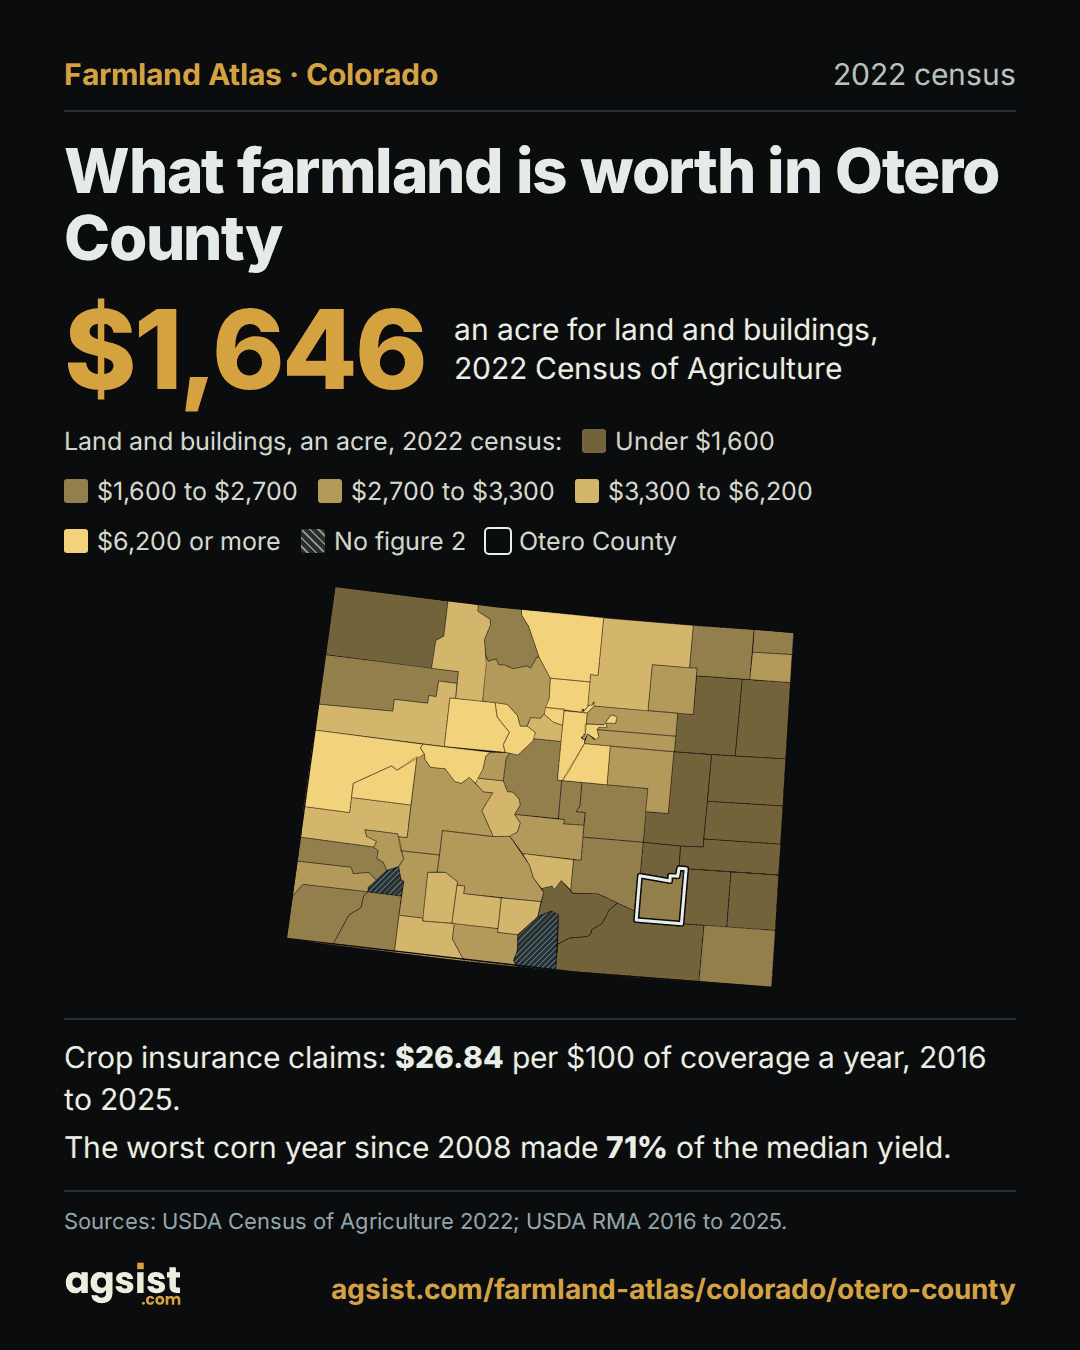 Farmland Atlas · Colorado
2022 census
What farmland is worth in Otero
County
$1,646
an acre for land and buildings,
2022 Census of Agriculture
Land and buildings, an acre, 2022 census: Under $1,600
$1,600 to $2,700 $2,700 to $3,300 $3,300 to $6,200
$6,200 or more No figure 2 Otero County
Crop insurance claims: $26.84 per $100 of coverage a year, 2016
to 2025.
The worst corn year since 2008 made 71% of the median yield.
Sources: USDA Census of Agriculture 2022; USDA RMA 2016 to 2025.
agsist
.com
agsist.com/farmland-atlas/colorado/otero-county